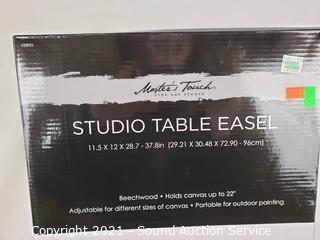 Master's Touch
FINE ART STUDIO
STUDIO TABLE EASEL
11.5 X 12 X 28.7 - 37.8in (29.21 X 30.48 X 72.90 - 96cm)
Beechwood • Holds canvas up to 22"
Adjustable for different sizes of canvas • Portable for outdoor painting
Copyright 2021 - Sound Auction Service